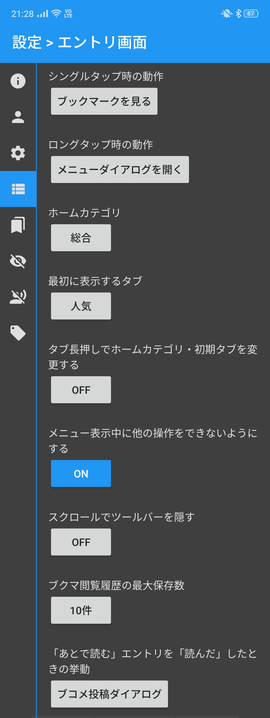 21:28
87
設定 > エントリ画面
シングルタップ時の動作
ブックマークを見る
ロングタップ時の動作
メニューダイアログを開く
ホームカテゴリ
総合
最初に表示するタブ
人気
タブ長押しでホームカテゴリ・初期タブを変
更する
OFF
メニュー表示中に他の操作をできないように
する
ON
スクロールでツールバーを隠す
OFF
ブクマ閲覧履歴の最大保存数
10件
「あとで読む」エントリを「読んだ」したと
きの挙動
ブコメ投稿ダイアログ